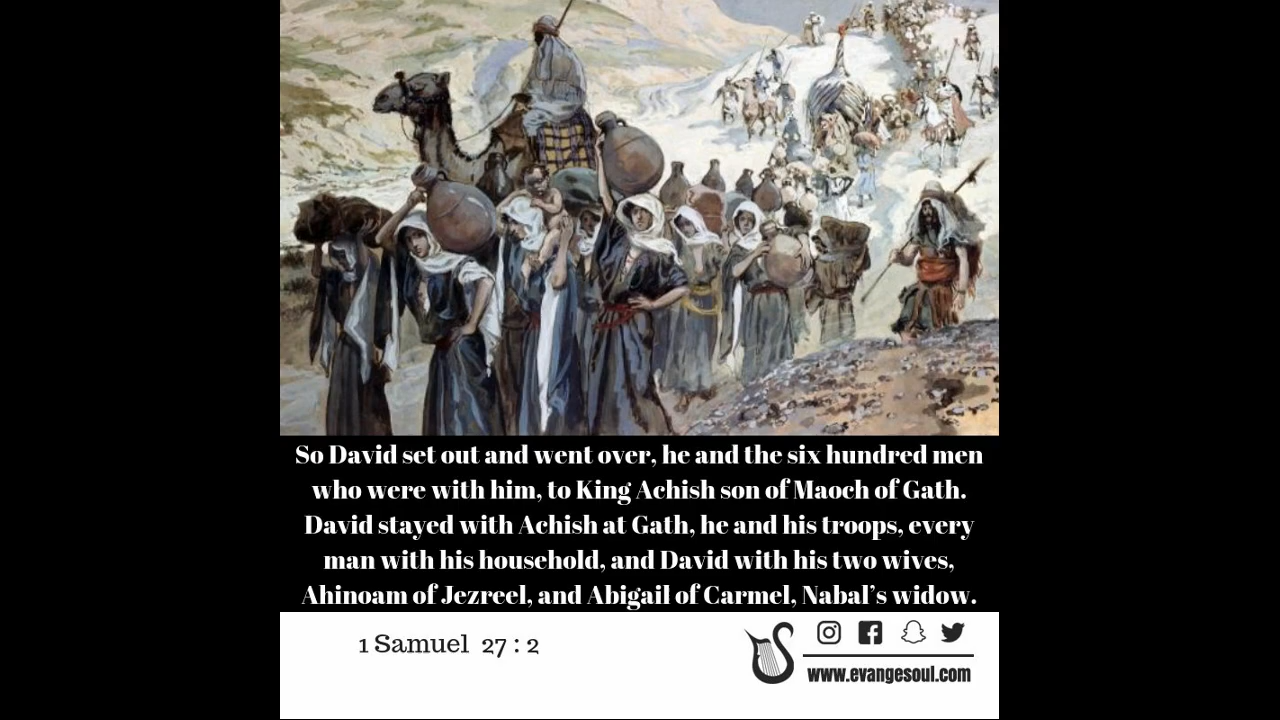 So David set out and went over, he and the six hundred men
who were with him, to King Achish son of Maoch of Gath.
David stayed with Achish at Gath, he and his troops, every
man with his household, and David with his two wives,
Ahinoam of Jezreel, and Abigail of Carmel, Nabal’s widow.
1 Samuel 27 : 2
www.evangesoul.com